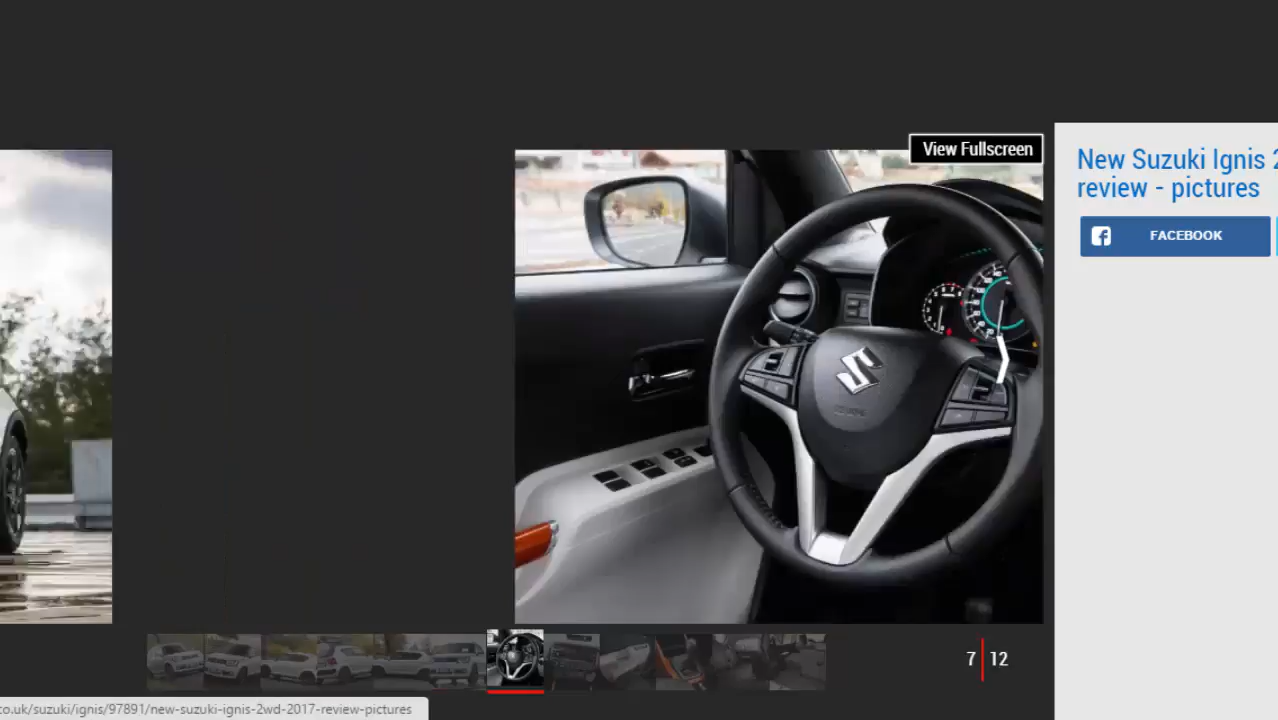 View Fullscreen
New Suzuki Ignis
review - pictures
FACEBOOK
7 12
co.uk/suzuki/ignis/97891/new-suzuki-ignis-2wd-2017-review-pictures